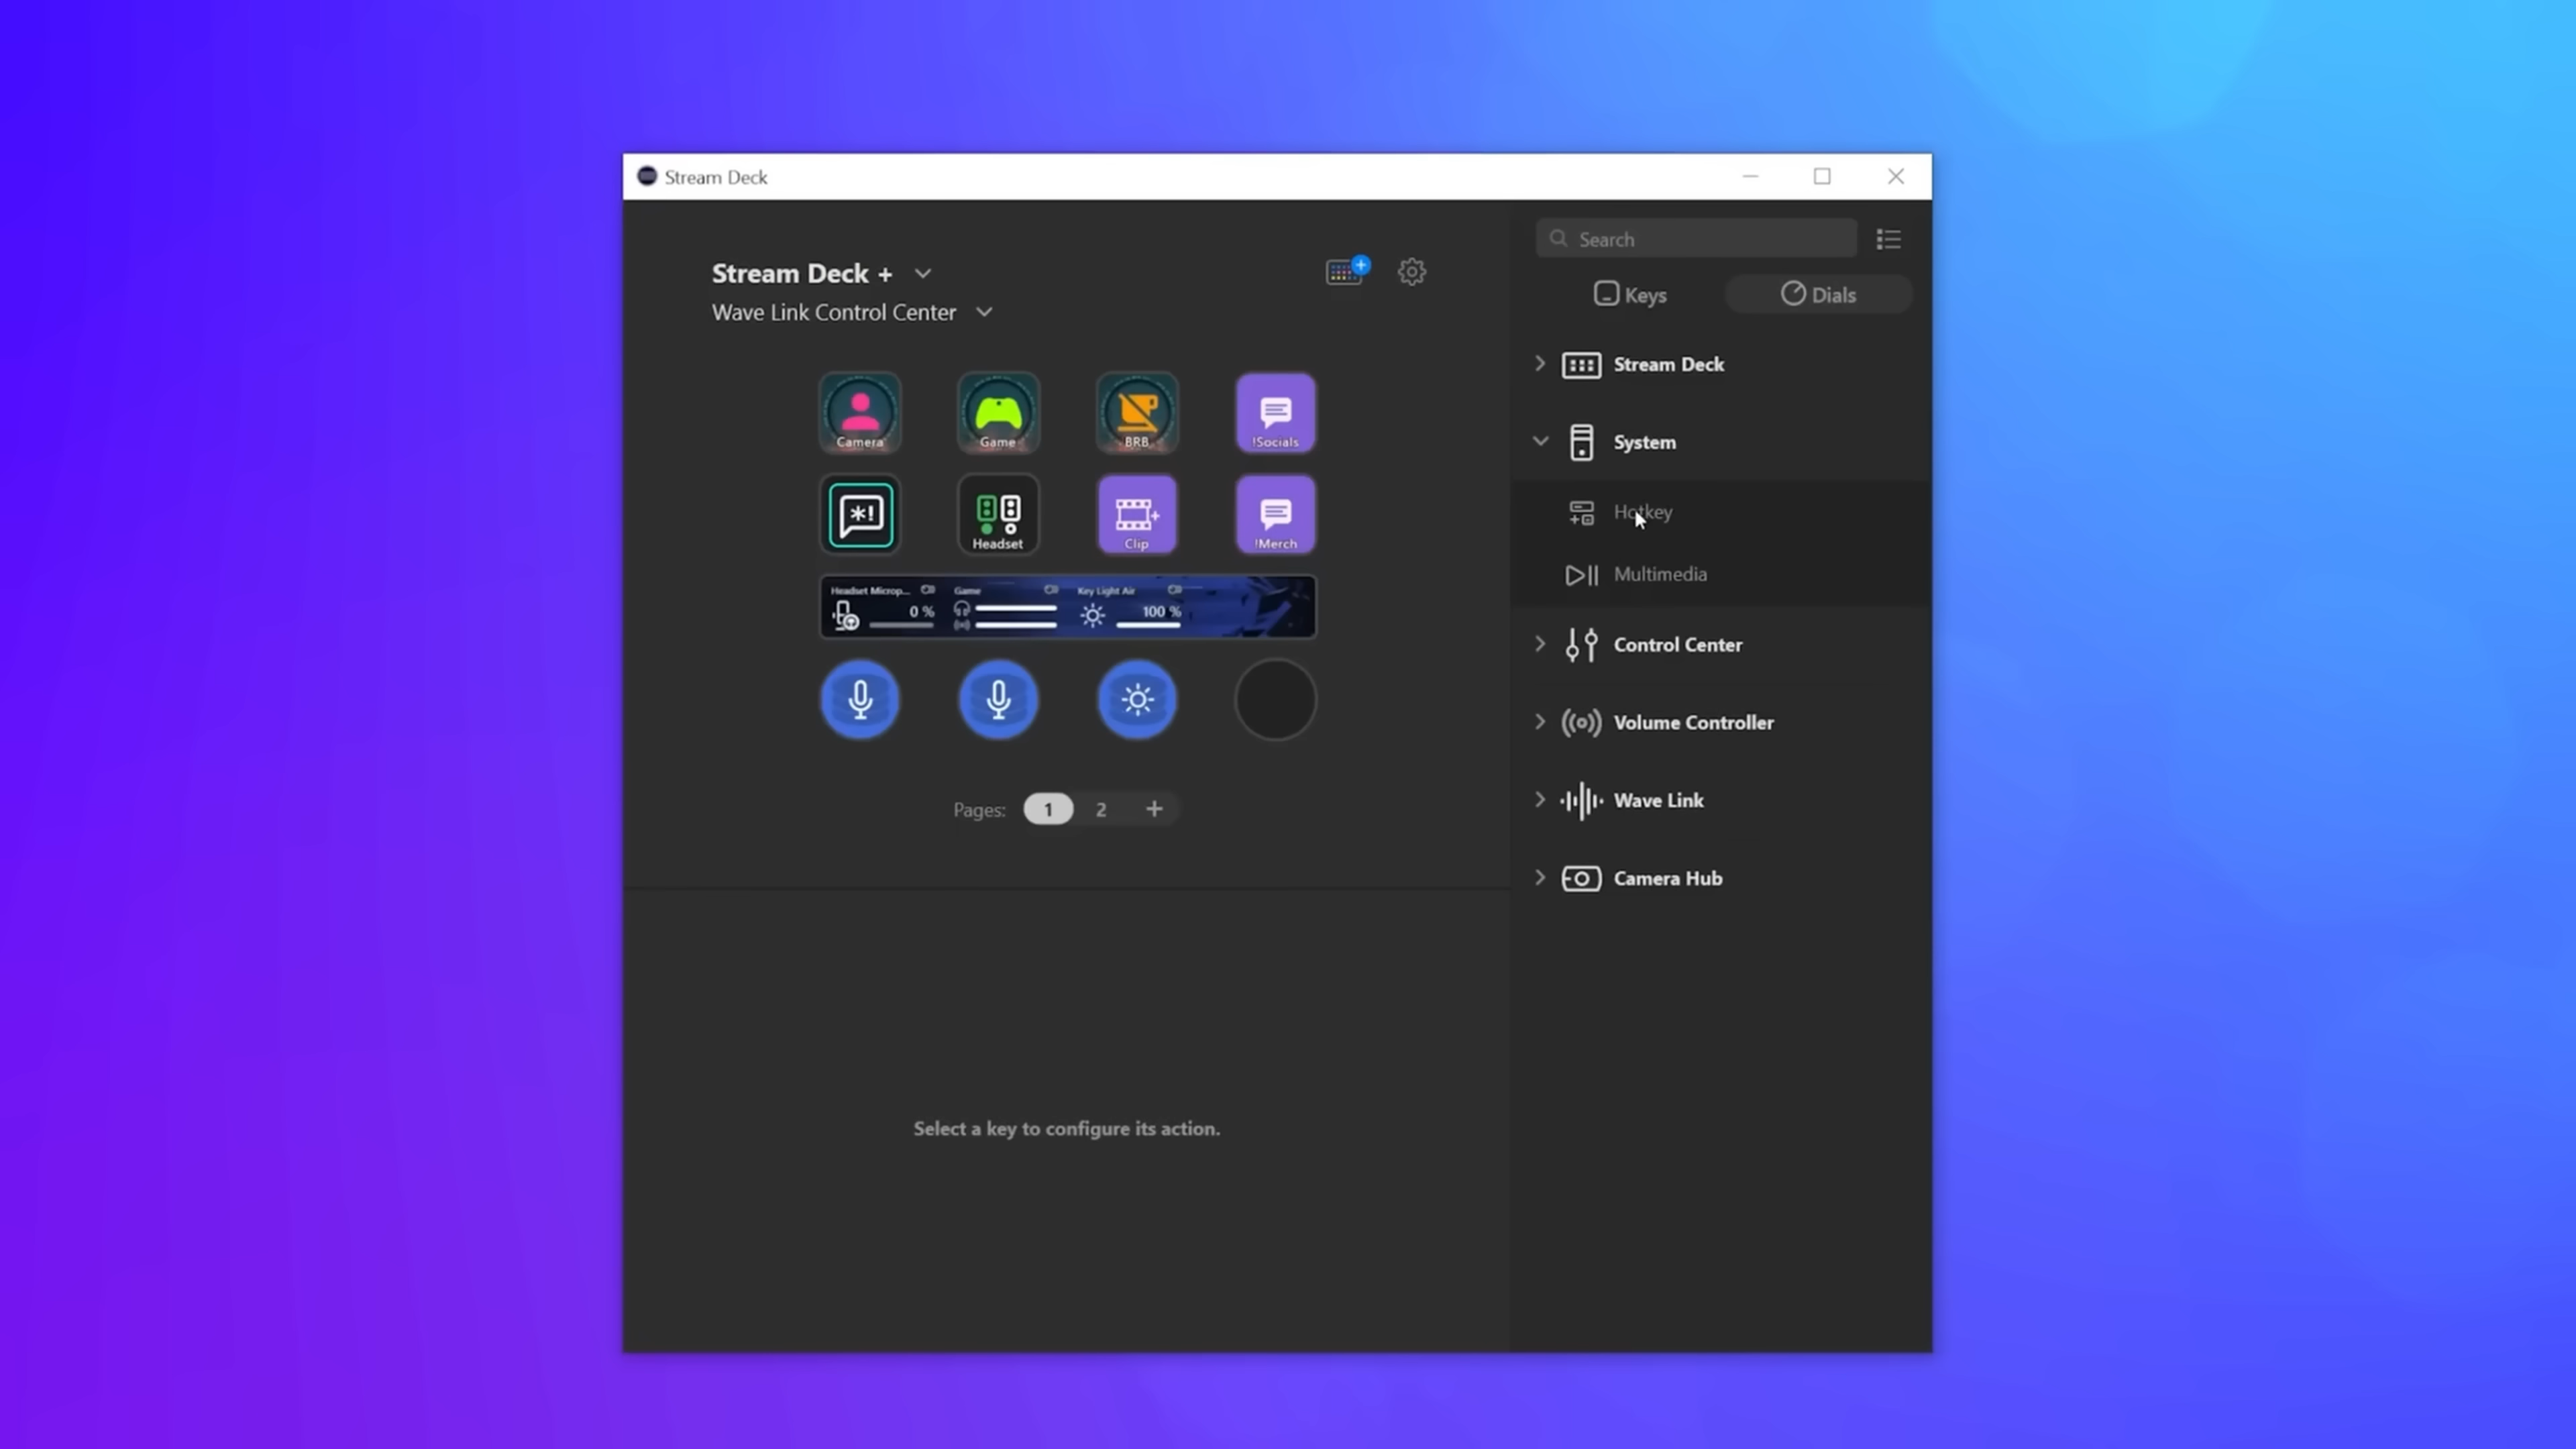 Stream Deck
Search
Stream Deck +
Wave Link Control Center
Keys
Dials
Stream Deck
System
Hotkey
Multimedia
Control Center
Volume Controller
Wave Link
Camera Hub
Camera
Game
BRB
!Socials
*!
Headset
Clip
!Merch
Headset Microp...
Game
Key Light Air
0 %
100 %
Pages: 1 2 +
Select a key to configure its action.